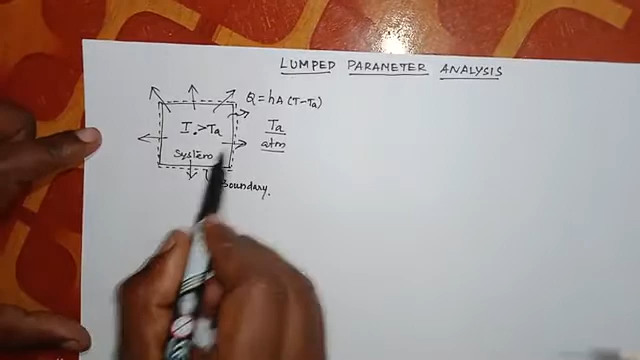 LUMPED PARAMETER ANALYSIS
Q = hA (T-Ta)
T. > Ta
Ta
atm
System
Boundary.